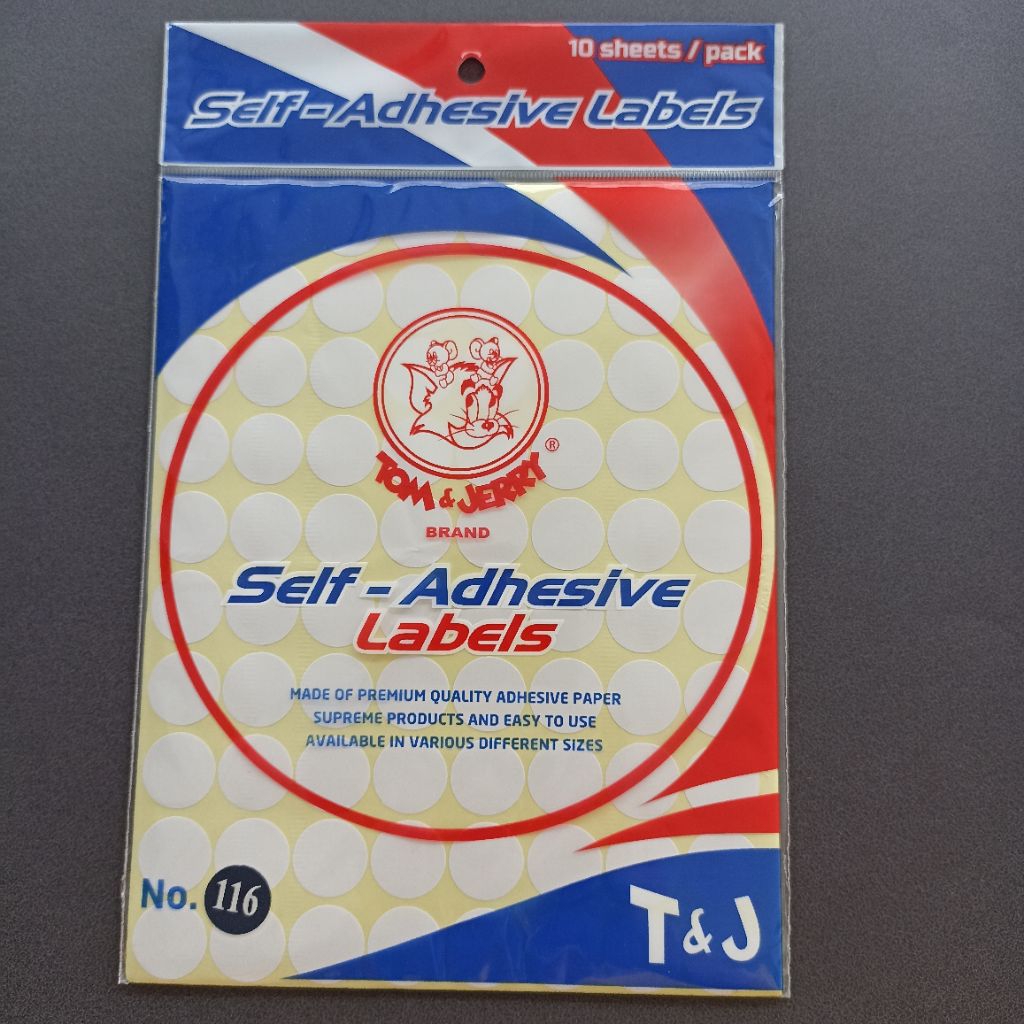 10 sheets / pack
Self-Adhesive Labels
TOM & JERRY ®
BRAND
Self - Adhesive
Labels
MADE OF PREMIUM QUALITY ADHESIVE PAPER
SUPREME PRODUCTS AND EASY TO USE
AVAILABLE IN VARIOUS DIFFERENT SIZES
No. 116
T & J